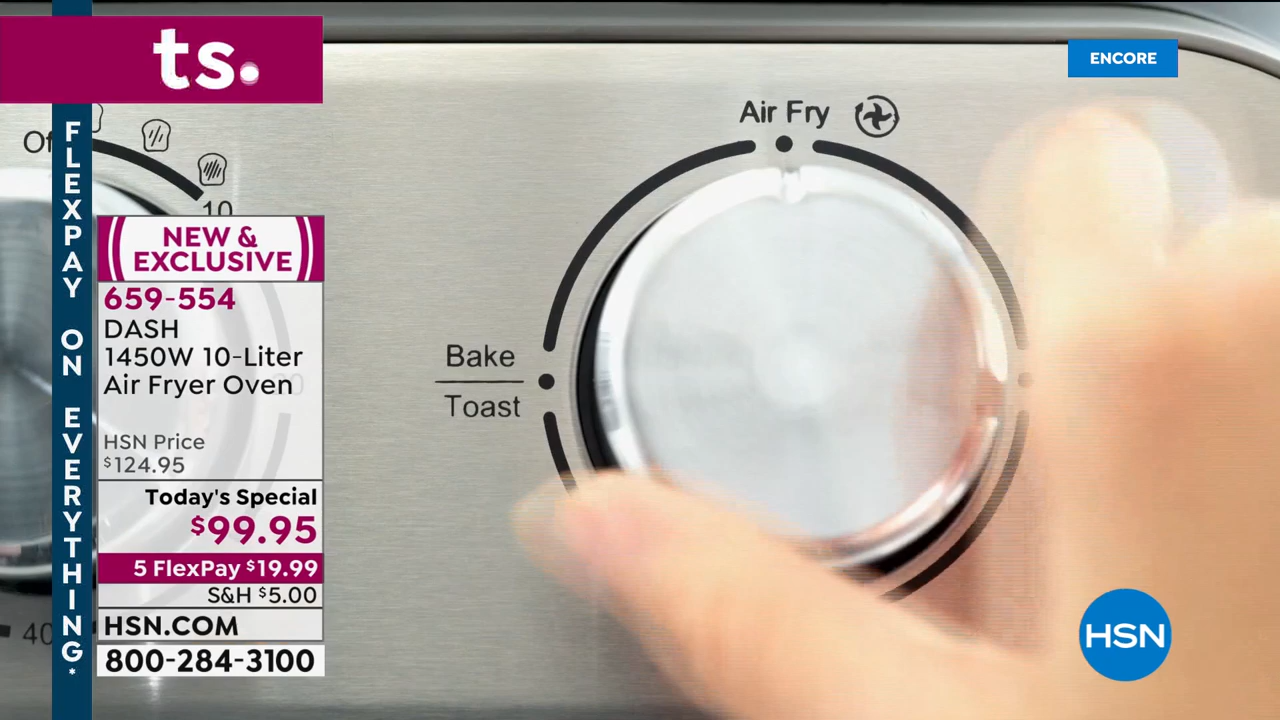 ts.
ENCORE
FLEXPAY ON EVERYTHING.*
Air Fry
Of
10
Bake
Toast
40
NEW &
EXCLUSIVE
659-554
DASH
1450W 10-Liter
Air Fryer Oven
HSN Price
$124.95
Today's Special
$99.95
5 FlexPay $19.99
S&H $5.00
HSN.COM
800-284-3100
HSN